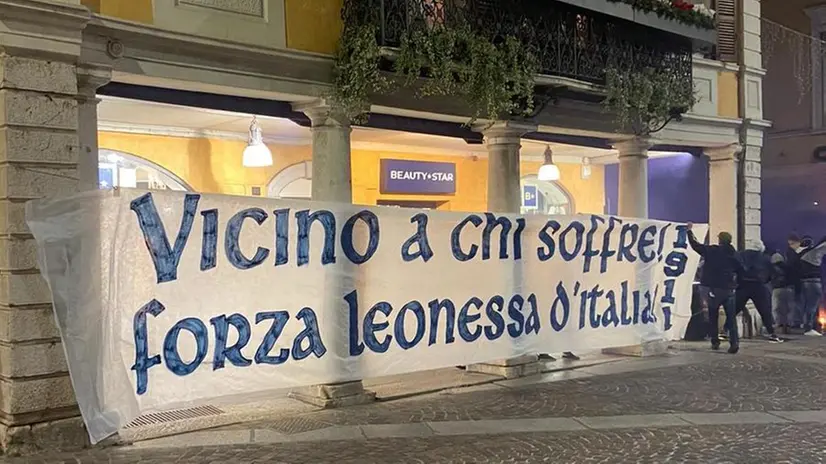 BEAUTY★STAR
Vicino a chi soffre!
forza leonessa d'italia!
1911